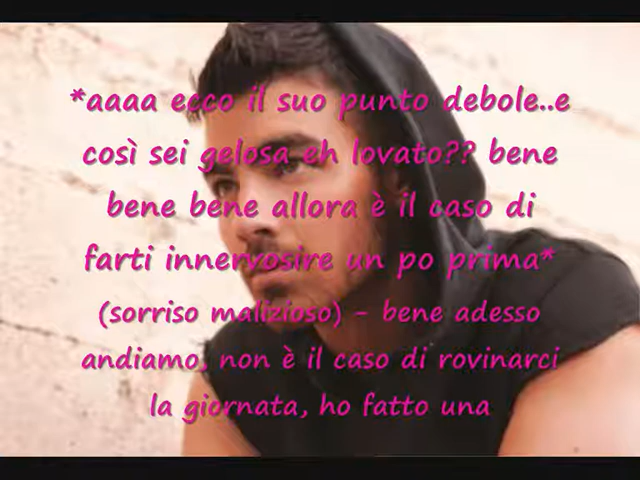 *aaaa ecco il suo punto debole..e
così sei gelosa eh lovato?? bene
bene bene allora è il caso di
farti innervosire un po prima*
(sorriso malizioso) - bene adesso
andiamo, non è il caso di rovinarci
la giornata, ho fatto una